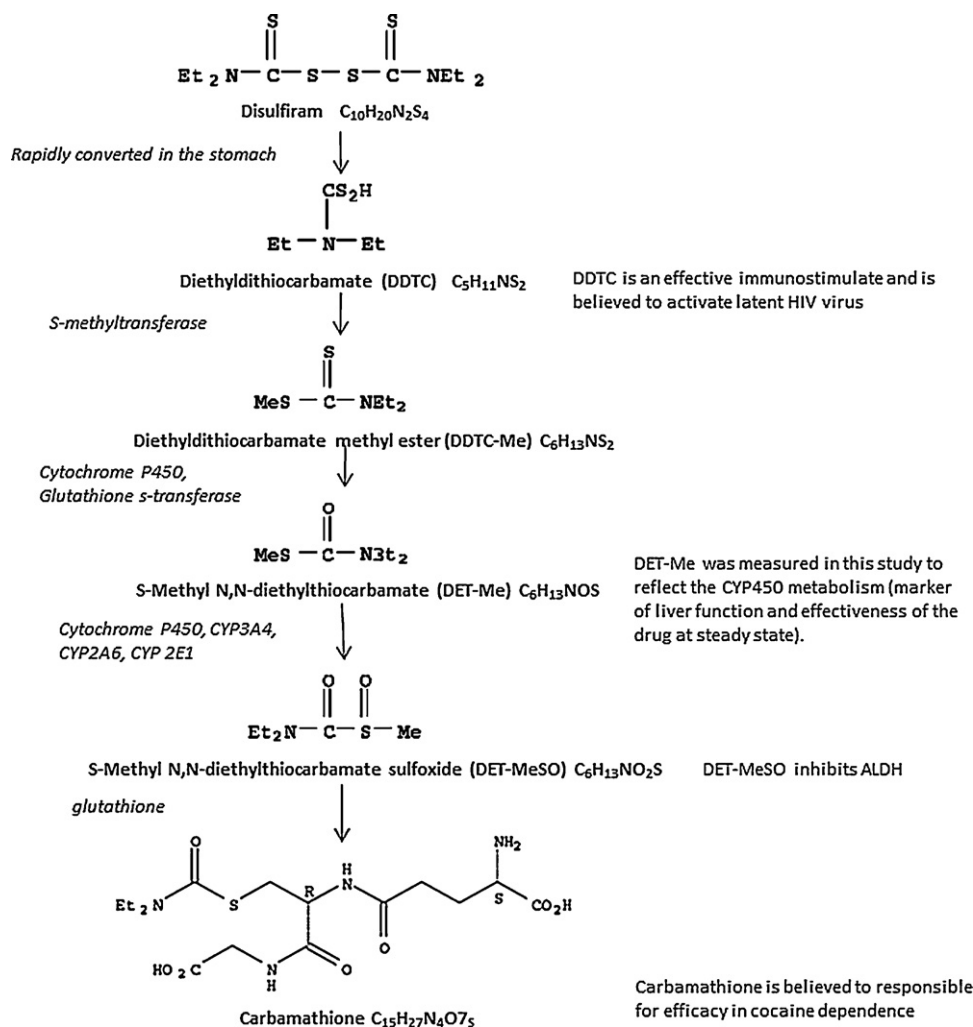 S S
Et₂N—C—S—S—C—NEt₂
Disulfiram C₁₀H₂₀N₂S₄
Rapidly converted in the stomach
CS₂H
Et—N—Et
Diethyldithiocarbamate (DDTC) C₅H₁₁NS₂
DDTC is an effective immunostimulate and is
believed to activate latent HIV virus
S-methyltransferase
S
MeS—C—NEt₂
Diethyldithiocarbamate methyl ester (DDTC-Me) C₆H₁₃NS₂
Cytochrome P450,
Glutathione s-transferase
O
MeS—C—N3t₂
S-Methyl N,N-diethylthiocarbamate (DET-Me) C₆H₁₃NOS
DET-Me was measured in this study to
reflect the CYP450 metabolism (marker
of liver function and effectiveness of the
drug at steady state).
Cytochrome P450, CYP3A4,
CYP2A6, CYP 2E1
O O
Et₂N—C—S—Me
S-Methyl N,N-diethylthiocarbamate sulfoxide (DET-MeSO) C₆H₁₃NO₂S
DET-MeSO inhibits ALDH
glutathione
O H NH₂
N
R S
Et₂N S CO₂H
O
HO₂C N O
H
Carbamathione C₁₅H₂₇N₄O7s
Carbamathione is believed to responsible
for efficacy in cocaine dependence